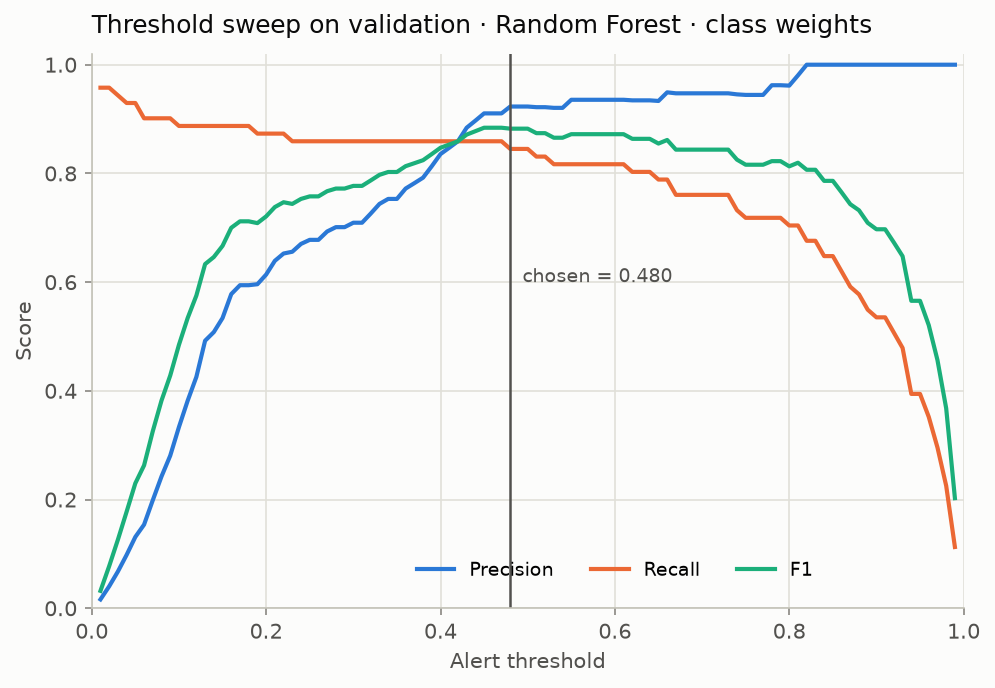 Threshold sweep on validation · Random Forest · class weights
1.0
0.8
0.6
0.4
0.2
0.0
Score
chosen = 0.480
Precision
Recall
F1
0.0
0.2
0.4
0.6
0.8
1.0
Alert threshold